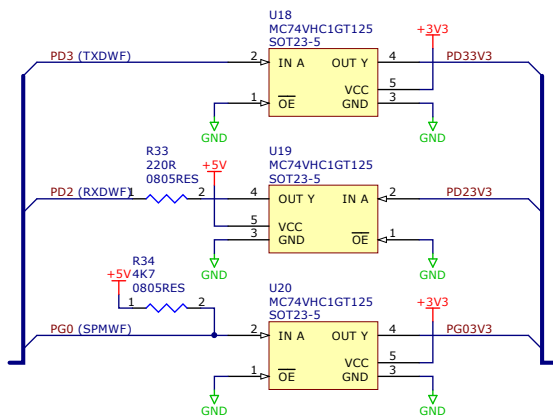 U18
MC74VHC1GT125
SOT23-5
+3V3
PD3 (TXDWF)
2
IN A
OUT Y
4
PD33V3
VCC
5
1
OE
GND
3
GND
GND
R33
220R
0805RES
+5V
U19
MC74VHC1GT125
SOT23-5
PD2 (RXDWF)
1
2
4
OUT Y
IN A
2
PD23V3
5
VCC
3
GND
OE
1
GND
GND
R34
4K7
0805RES
+5V
1
2
U20
MC74VHC1GT125
SOT23-5
+3V3
PG0 (SPMWF)
2
IN A
OUT Y
4
PG03V3
VCC
5
1
OE
GND
3
GND
GND